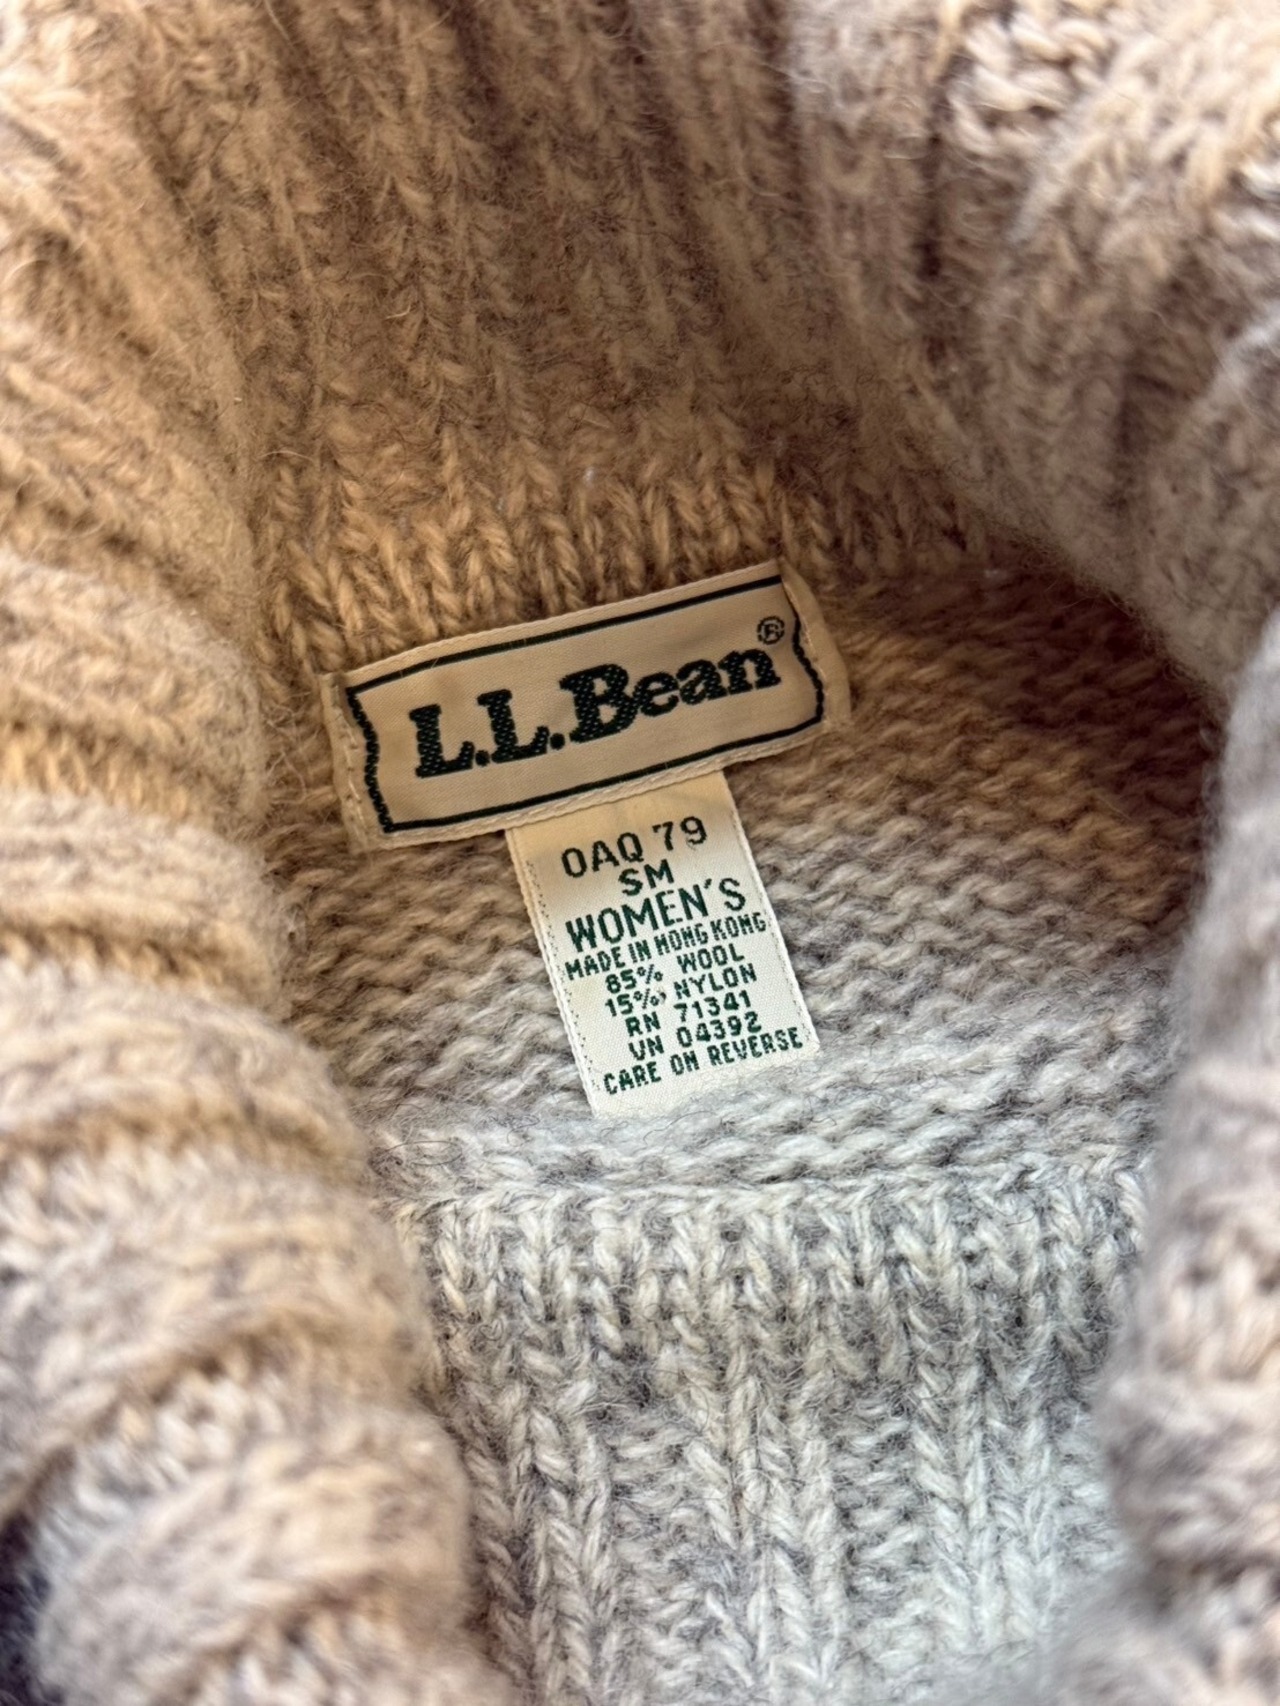 L.L.Bean®
OAQ '79
SM
WOMEN'S
MADE IN HONG KONG
85% WOOL
15% NYLON
RN 71341
VN 04392
CARE ON REVERSE